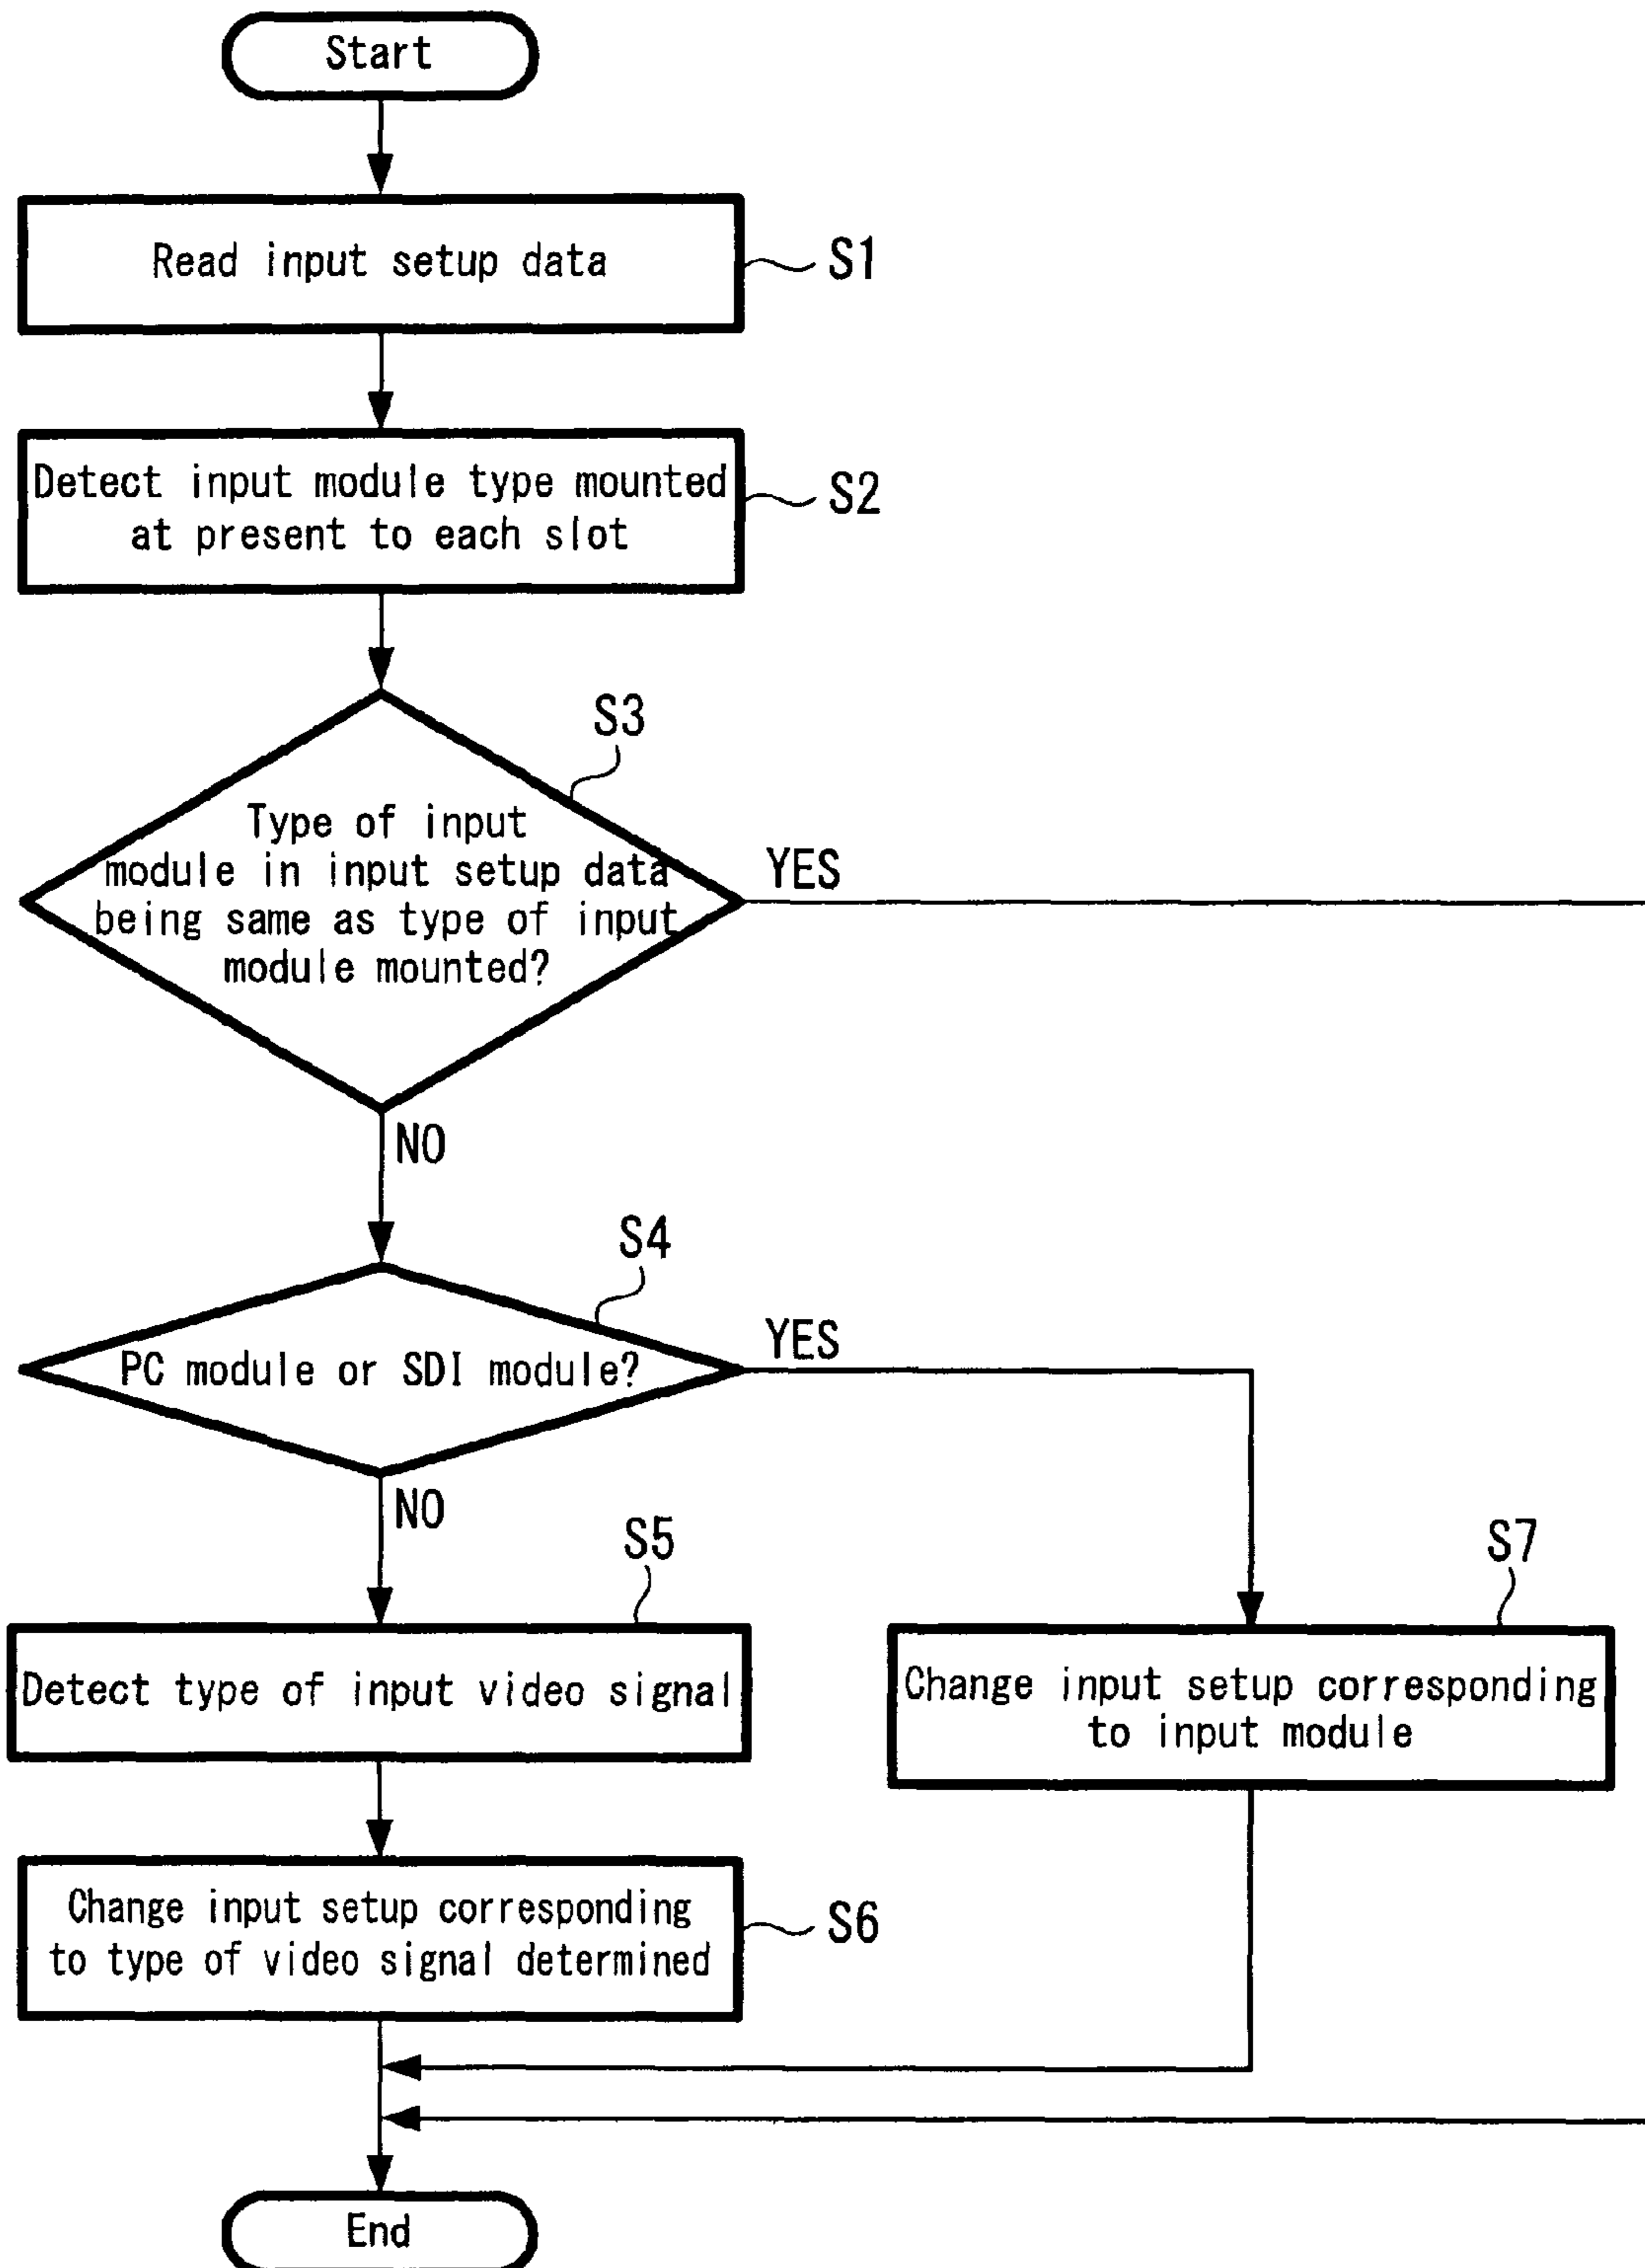 Start
Read input setup data
S1
Detect input module type mounted
at present to each slot
S2
S3
Type of input
module in input setup data
being same as type of input
module mounted?
YES
NO
S4
PC module or SDI module?
YES
NO
S5
Detect type of input video signal
S7
Change input setup corresponding
to input module
Change input setup corresponding
to type of video signal determined
S6
End